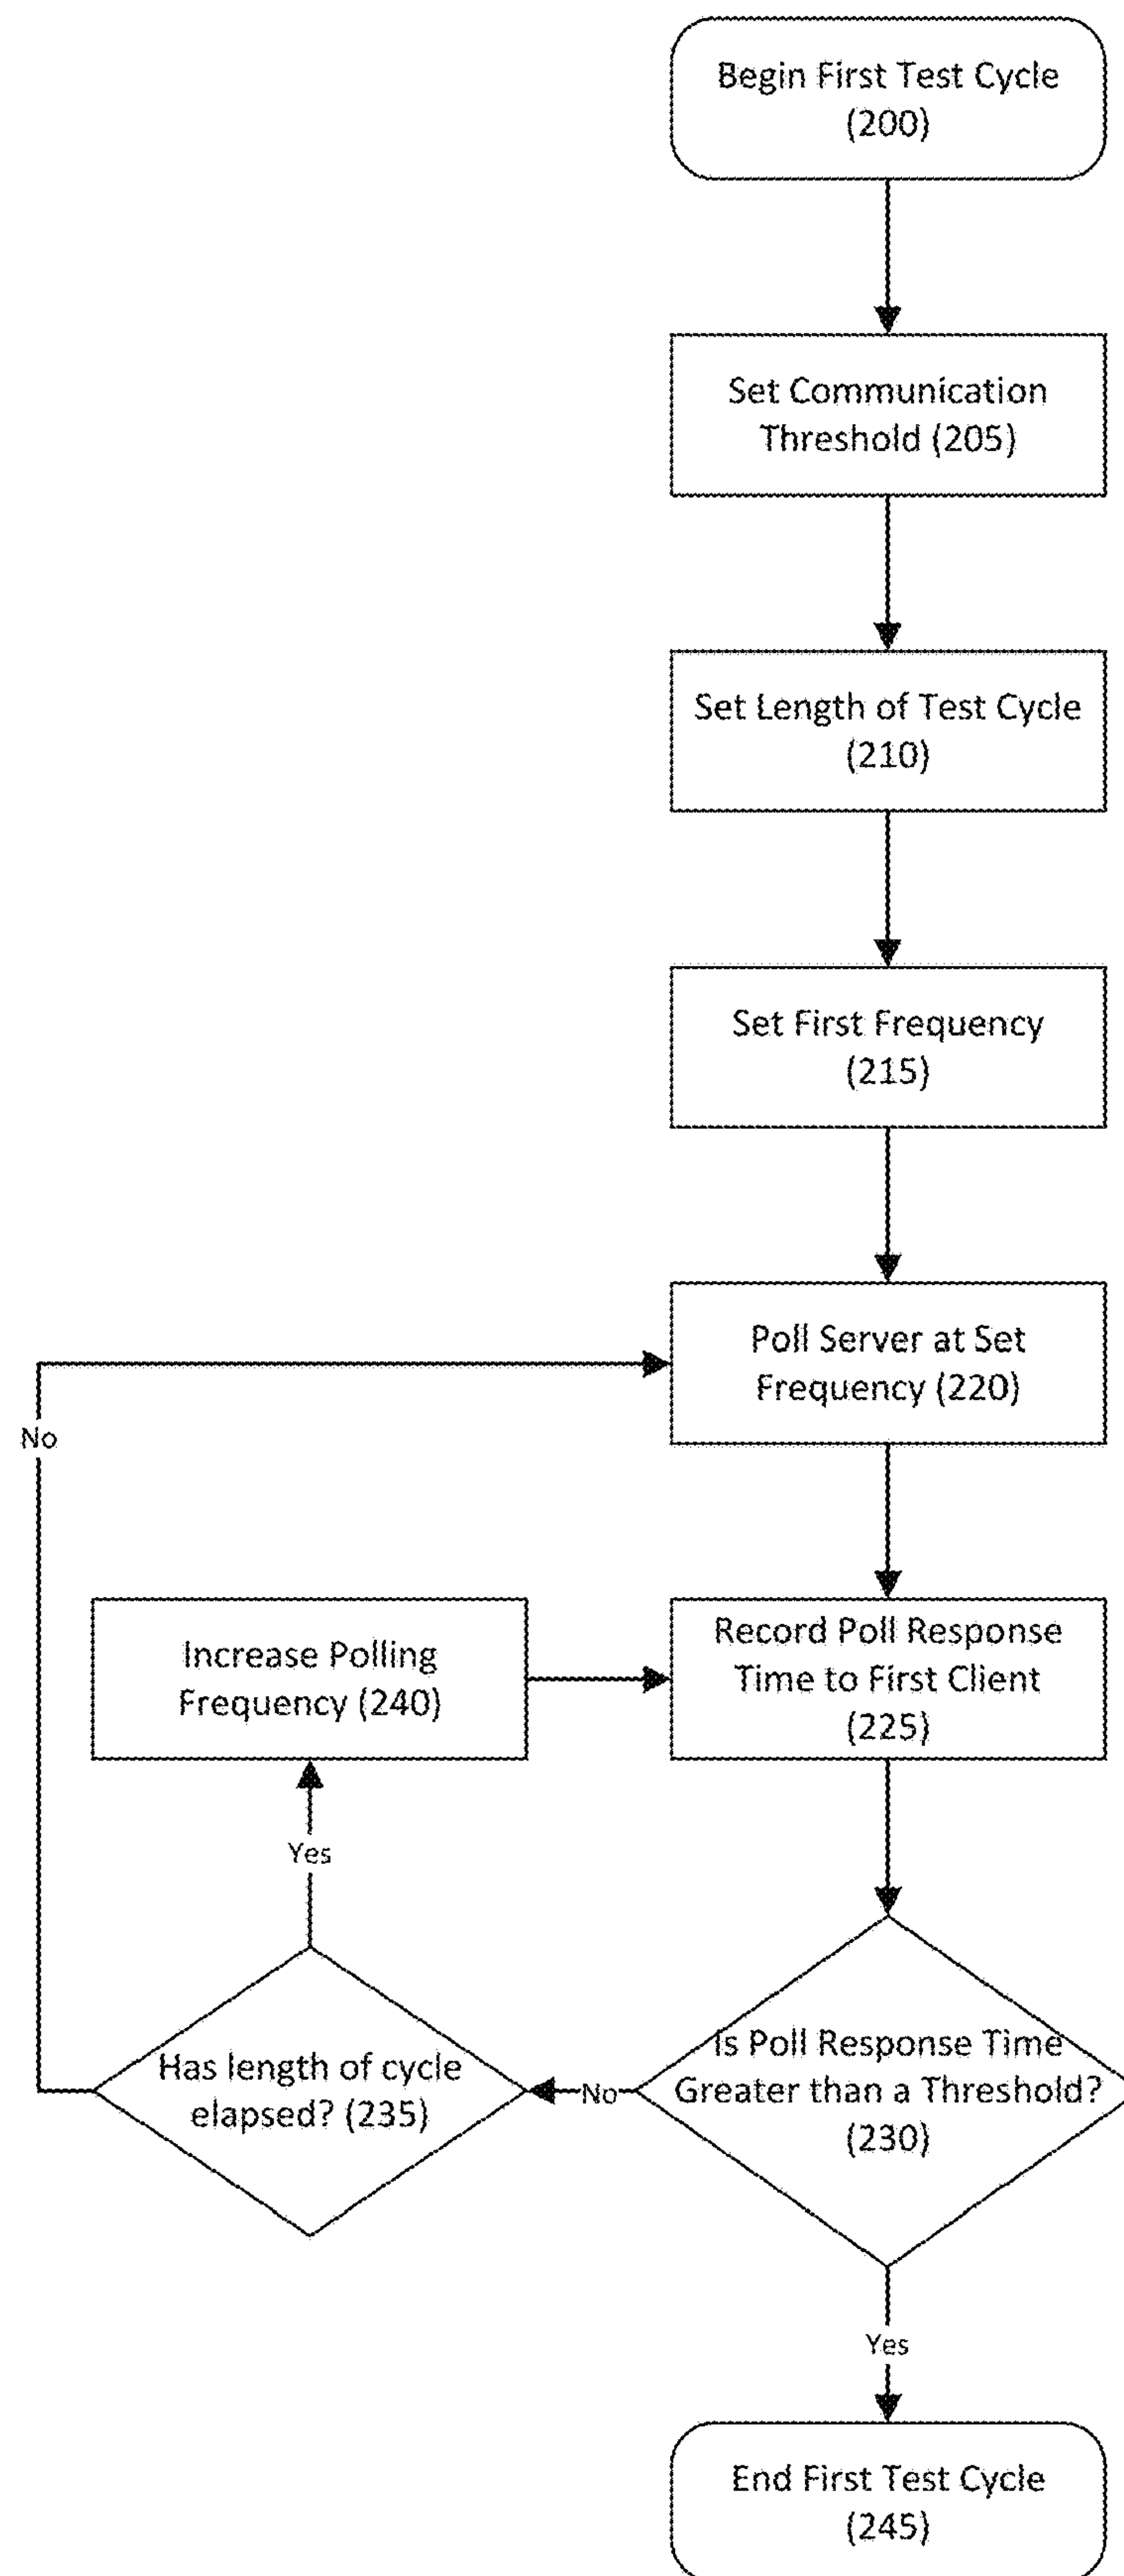 Begin First Test Cycle
(200)
Set Communication
Threshold (205)
Set Length of Test Cycle
(210)
Set First Frequency
(215)
Poll Server at Set
Frequency (220)
No
Increase Polling
Frequency (240)
Record Poll Response
Time to First Client
(225)
Yes
Has length of cycle
elapsed? (235)
No
Is Poll Response Time
Greater than a Threshold?
(230)
Yes
End First Test Cycle
(245)